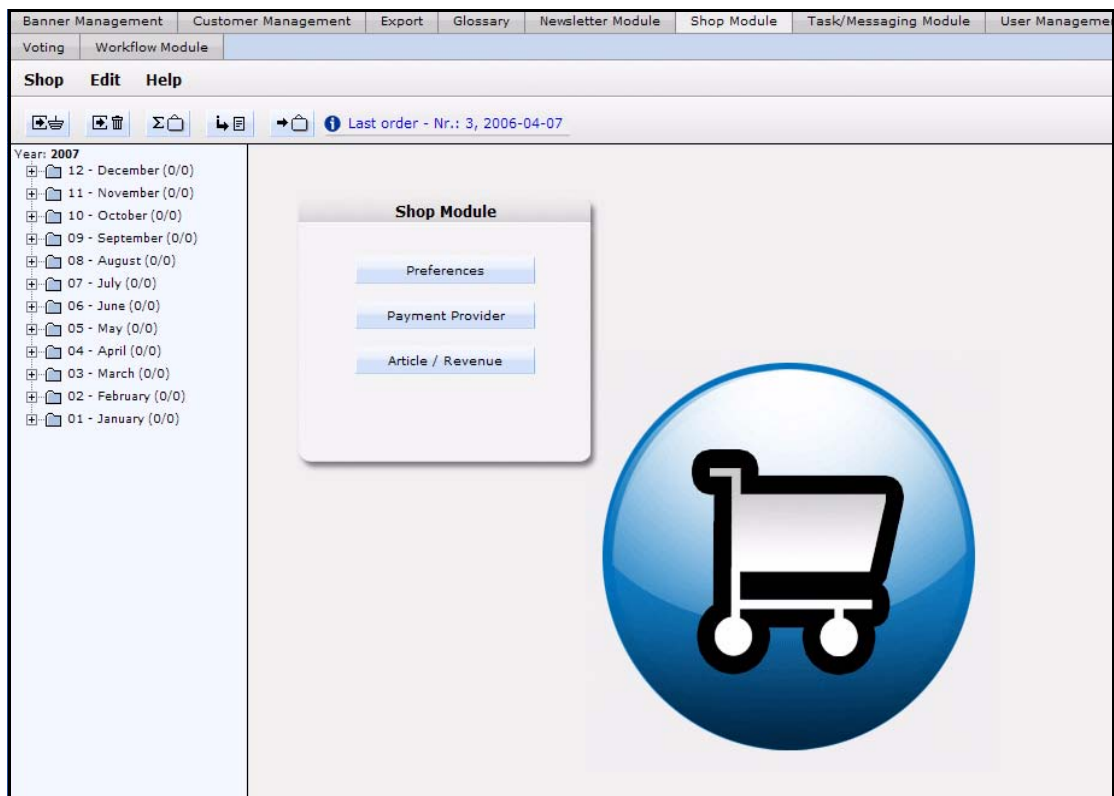 Banner Management Customer Management Export Glossary Newsletter Module Shop Module Task/Messaging Module User Managemen
Voting Workflow Module
Shop Edit Help
Σ Last order - Nr.: 3, 2006-04-07
Year: 2007
12 - December (0/0)
11 - November (0/0)
10 - October (0/0)
09 - September (0/0)
08 - August (0/0)
07 - July (0/0)
06 - June (0/0)
05 - May (0/0)
04 - April (0/0)
03 - March (0/0)
02 - February (0/0)
01 - January (0/0)
Shop Module
Preferences
Payment Provider
Article / Revenue